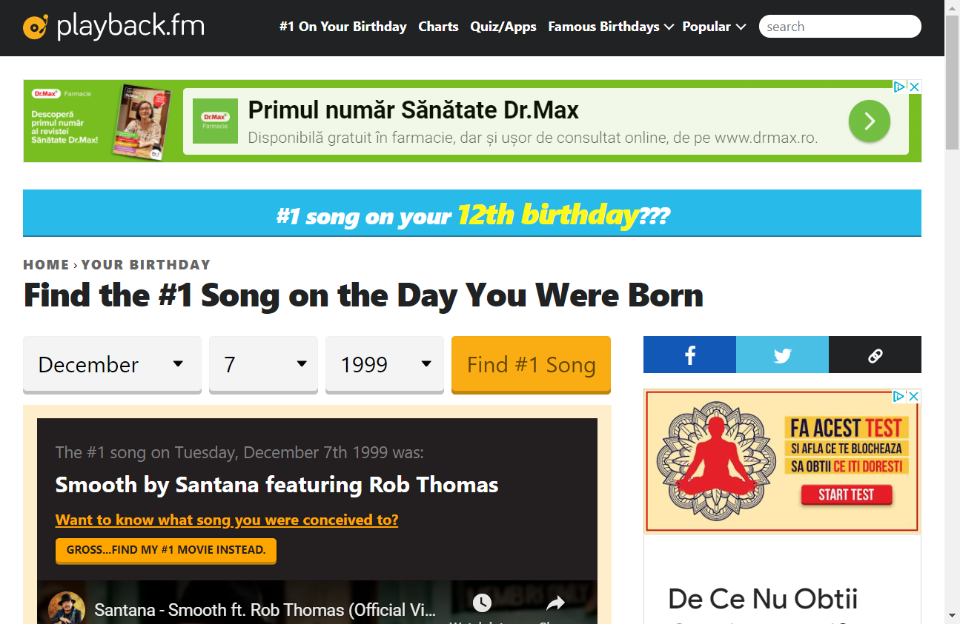 playback.fm
#1 On Your Birthday Charts Quiz/Apps Famous Birthdays Popular search
Dr.Max Farmacie
Descoperă
primul număr
al revistei
Sănătate Dr.Max!
Dr.Max
Farmacie
Primul număr Sănătate Dr.Max
Disponibilă gratuit în farmacie, dar și ușor de consultat online, de pe www.drmax.ro.
#1 song on your 12th birthday???
HOME › YOUR BIRTHDAY
Find the #1 Song on the Day You Were Born
December 7 1999 Find #1 Song
The #1 song on Tuesday, December 7th 1999 was:
Smooth by Santana featuring Rob Thomas
Want to know what song you were conceived to?
GROSS...FIND MY #1 MOVIE INSTEAD.
Santana - Smooth ft. Rob Thomas (Official Vi...
FA ACEST TEST
SI AFLA CE TE BLOCHEAZA
SA OBTII CE ITI DORESTI
START TEST
De Ce Nu Obtii